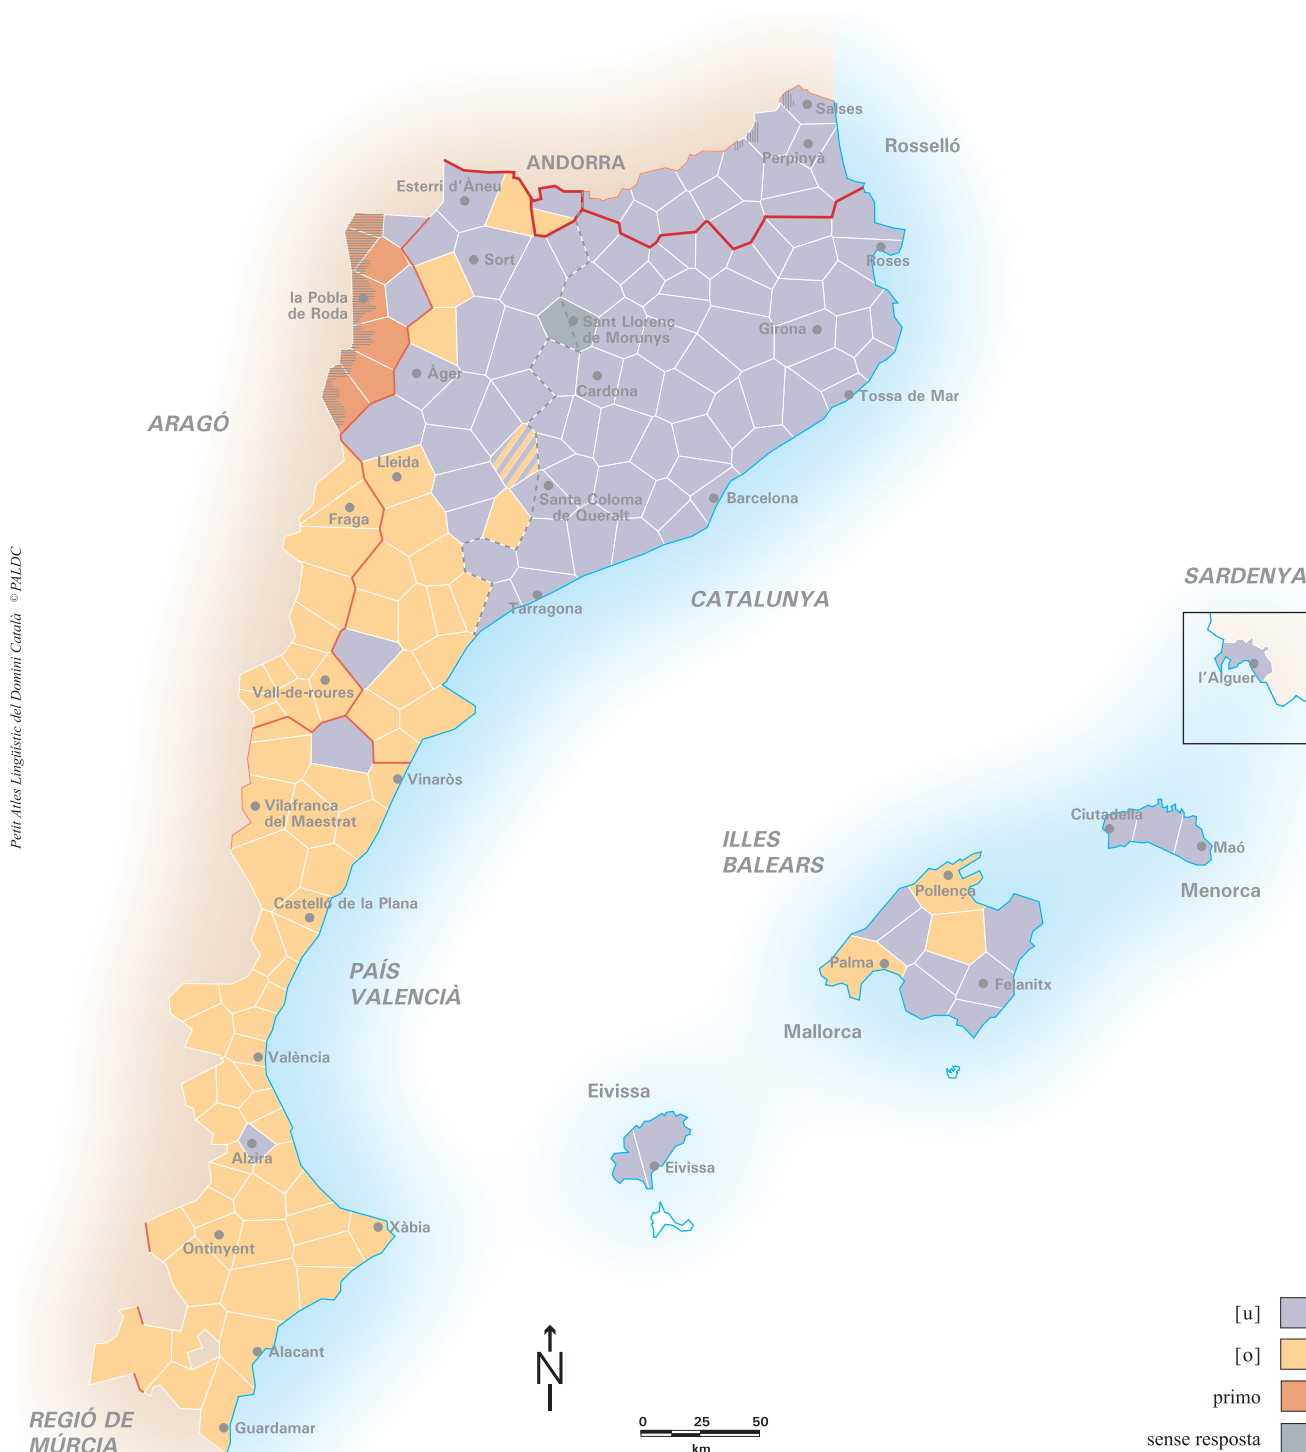 Salses
Rosselló
Perpinyà
ANDORRA
Esterri d'Àneu
Roses
Sort
la Pobla
de Roda
Sant Llorenç
de Morunys
Girona
Àger
Cardona
Tossa de Mar
ARAGÓ
Lleida
Santa Coloma
de Queralt
Barcelona
Fraga
Petit Atles Lingüístic del Domini Català © PALDC
SARDENYA
CATALUNYA
Tarragona
l'Alguer
Vall-de-roures
Vinaròs
Vilafranca
del Maestrat
Ciutadella
Maó
ILLES
BALEARS
Menorca
Pollença
Castelló de la Plana
Palma
PAÍS
VALENCIÀ
Felanitx
Mallorca
València
Eivissa
Alzira
Eivissa
Xàbia
Ontinyent
[u]
[o]
Alacant
N
primo
REGIÓ DE
MÚRCIA
Guardamar
0 25 50
km
sense resposta